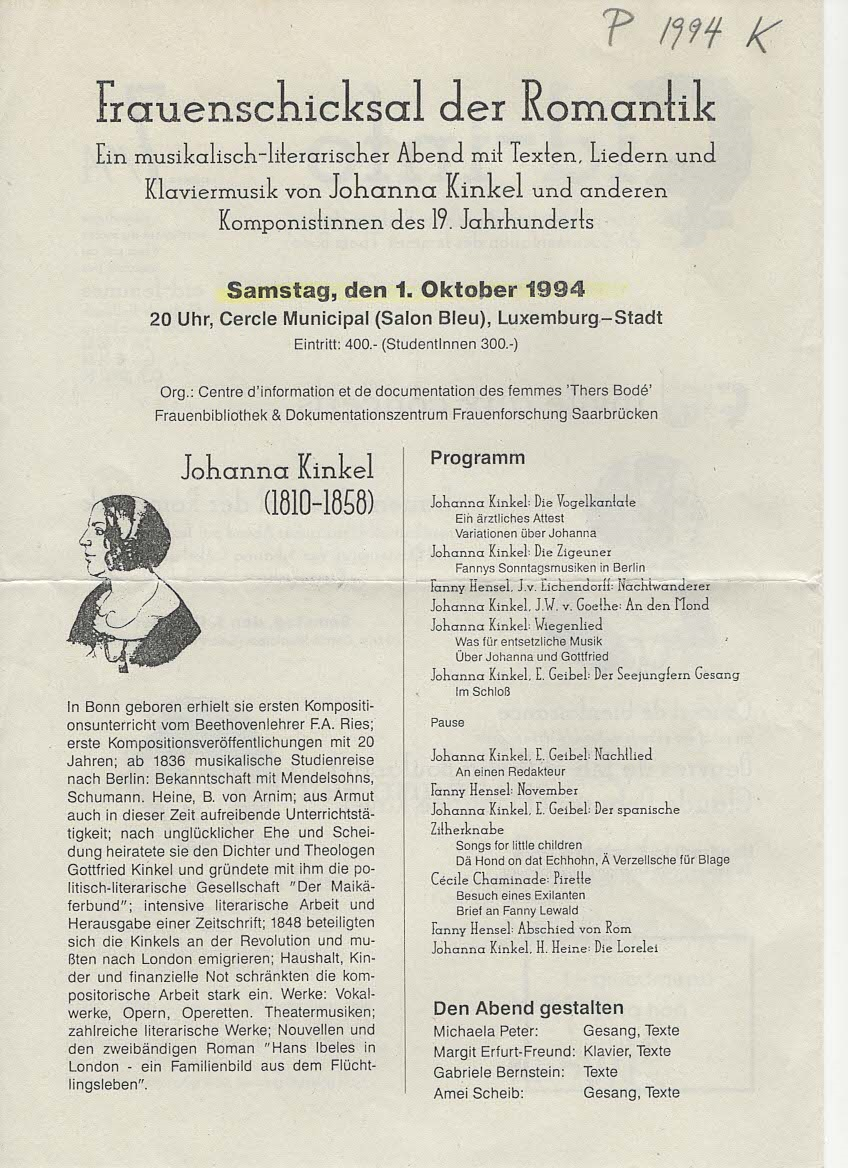 P 1994 K
Frauenschicksal der Romantik
Ein musikalisch-literarischer Abend mit Texten, Liedern und
Klaviermusik von Johanna Kinkel und anderen
Komponistinnen des 19. Jahrhunderts
Samstag, den 1. Oktober 1994
20 Uhr, Cercle Municipal (Salon Bleu), Luxemburg–Stadt
Eintritt: 400.- (StudentInnen 300.-)
Org.: Centre d'information et de documentation des femmes 'Thers Bodé'
Frauenbibliothek & Dokumentationszentrum Frauenforschung Saarbrücken
Johanna Kinkel
(1810-1858)
In Bonn geboren erhielt sie ersten Kompositi-
onsunterricht vom Beethovenlehrer F.A. Ries;
erste Kompositionsveröffentlichungen mit 20
Jahren; ab 1836 musikalische Studienreise
nach Berlin: Bekanntschaft mit Mendelsohns,
Schumann. Heine, B. von Arnim; aus Armut
auch in dieser Zeit aufreibende Unterrichtstä-
tigkeit; nach unglücklicher Ehe und Schei-
dung heiratete sie den Dichter und Theologen
Gottfried Kinkel und gründete mit ihm die po-
litisch-literarische Gesellschaft "Der Maikä-
ferbund"; intensive literarische Arbeit und
Herausgabe einer Zeitschrift; 1848 beteiligten
sich die Kinkels an der Revolution und mu-
ßten nach London emigrieren; Haushalt, Kin-
der und finanzielle Not schränkten die kom-
positorische Arbeit stark ein. Werke: Vokal-
werke, Opern, Operetten. Theatermusiken;
zahlreiche literarische Werke; Nouvellen und
den zweibändigen Roman "Hans Ibeles in
London - ein Familienbild aus dem Flücht-
lingsleben".
Programm
Johanna Kinkel: Die Vogelkantate
Ein ärztliches Attest
Variationen über Johanna
Johanna Kinkel: Die Zigeuner
Fannys Sonntagsmusiken in Berlin
Fanny Hensel, J.v. Eichendorff: Nachtwanderer
Johanna Kinkel, J.W. v. Goethe: An den Mond
Johanna Kinkel: Wiegenlied
Was für entsetzliche Musik
Über Johanna und Gottfried
Johanna Kinkel, E. Geibel: Der Seejungfern Gesang
Im Schloß
Pause
Johanna Kinkel, E. Geibel: Nachtlied
An einen Redakteur
Fanny Hensel: November
Johanna Kinkel, E. Geibel: Der spanische
Zitherknabe
Songs for little children
Dä Hond on dat Echhohn, Ä Verzellsche für Blage
Cécile Chaminade: Pirette
Besuch eines Exilanten
Brief an Fanny Lewald
Fanny Hensel: Abschied von Rom
Johanna Kinkel, H. Heine: Die Lorelei
Den Abend gestalten
Michaela Peter: Gesang, Texte
Margit Erfurt-Freund: Klavier, Texte
Gabriele Bernstein: Texte
Amei Scheib: Gesang, Texte